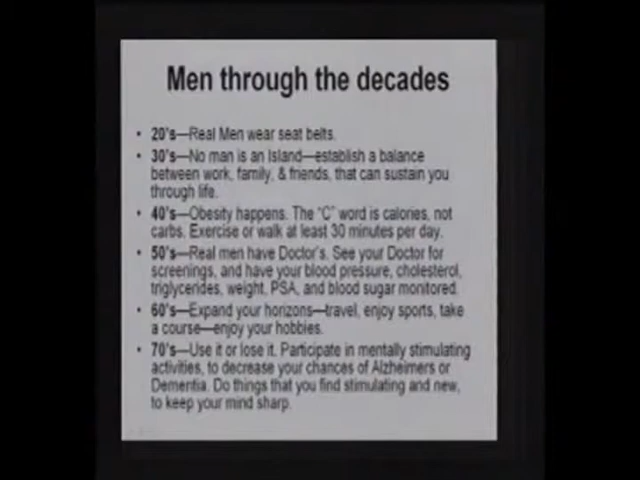 Men through the decades
• 20's—Real Men wear seat belts.
• 30's—No man is an Island—establish a balance
between work, family, & friends, that can sustain you
through life.
• 40's—Obesity happens. The "C" word is calories, not
carbs. Exercise or walk at least 30 minutes per day.
• 50's—Real men have Doctor's. See your Doctor for
screenings, and have your blood pressure, cholesterol,
triglycerides, weight, PSA, and blood sugar monitored.
• 60's—Expand your horizons—travel, enjoy sports, take
a course—enjoy your hobbies.
• 70's—Use it or lose it. Participate in mentally stimulating
activities, to decrease your chances of Alzheimers or
Dementia. Do things that you find stimulating and new,
to keep your mind sharp.